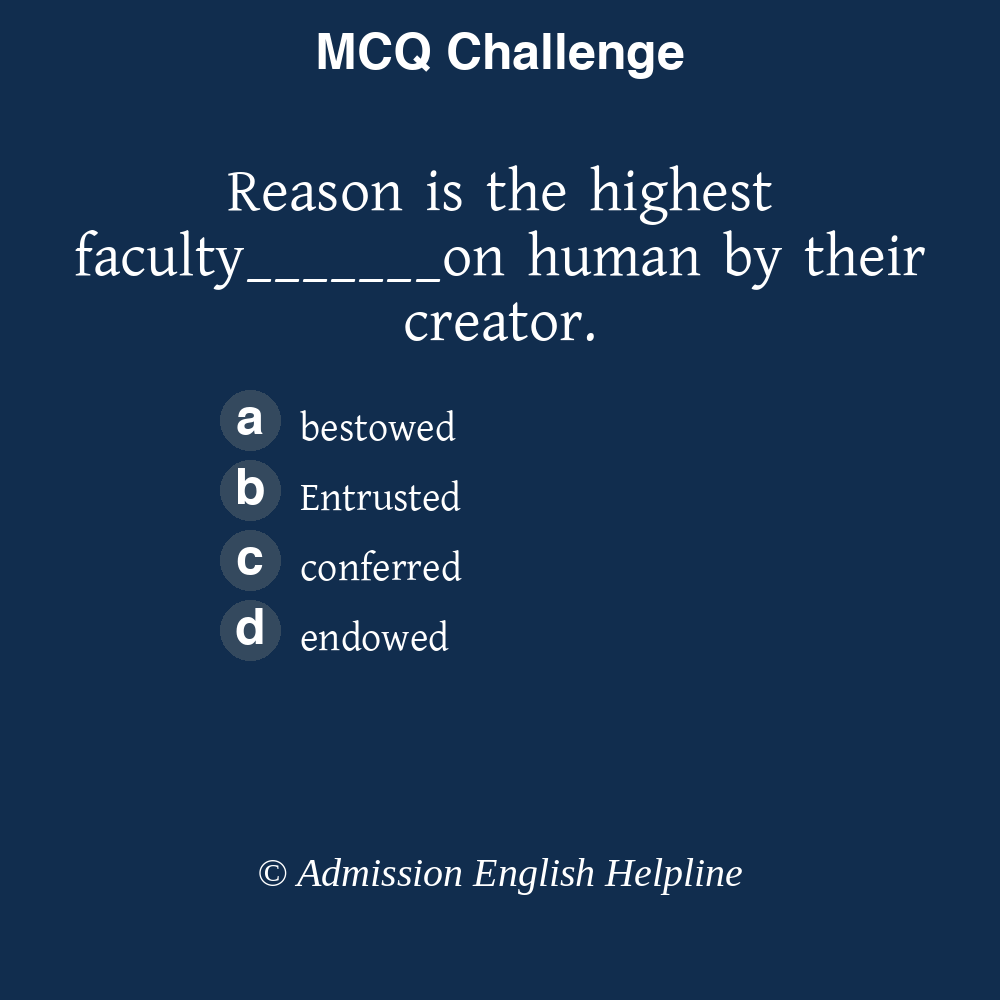 MCQ Challenge
Reason is the highest
faculty_______on human by their
creator.
a bestowed
b Entrusted
c conferred
d endowed
© Admission English Helpline